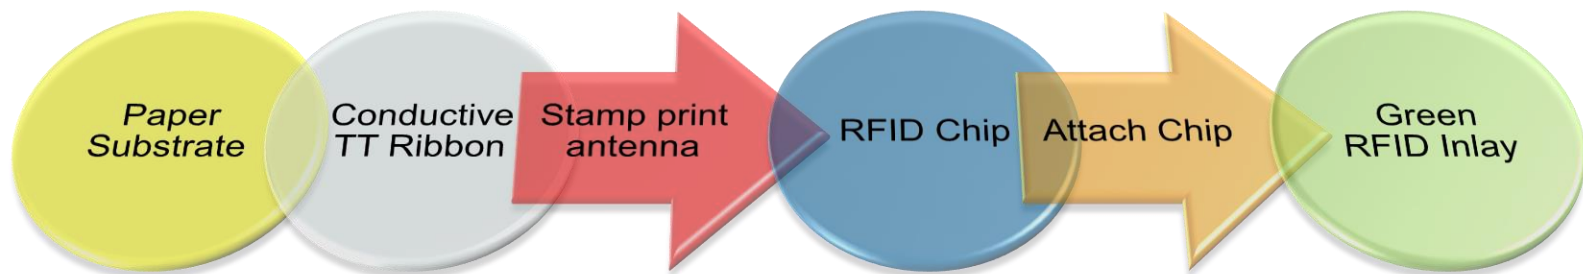 Paper
Substrate
Conductive
TT Ribbon
Stamp print
antenna
RFID Chip
Attach Chip
Green
RFID Inlay